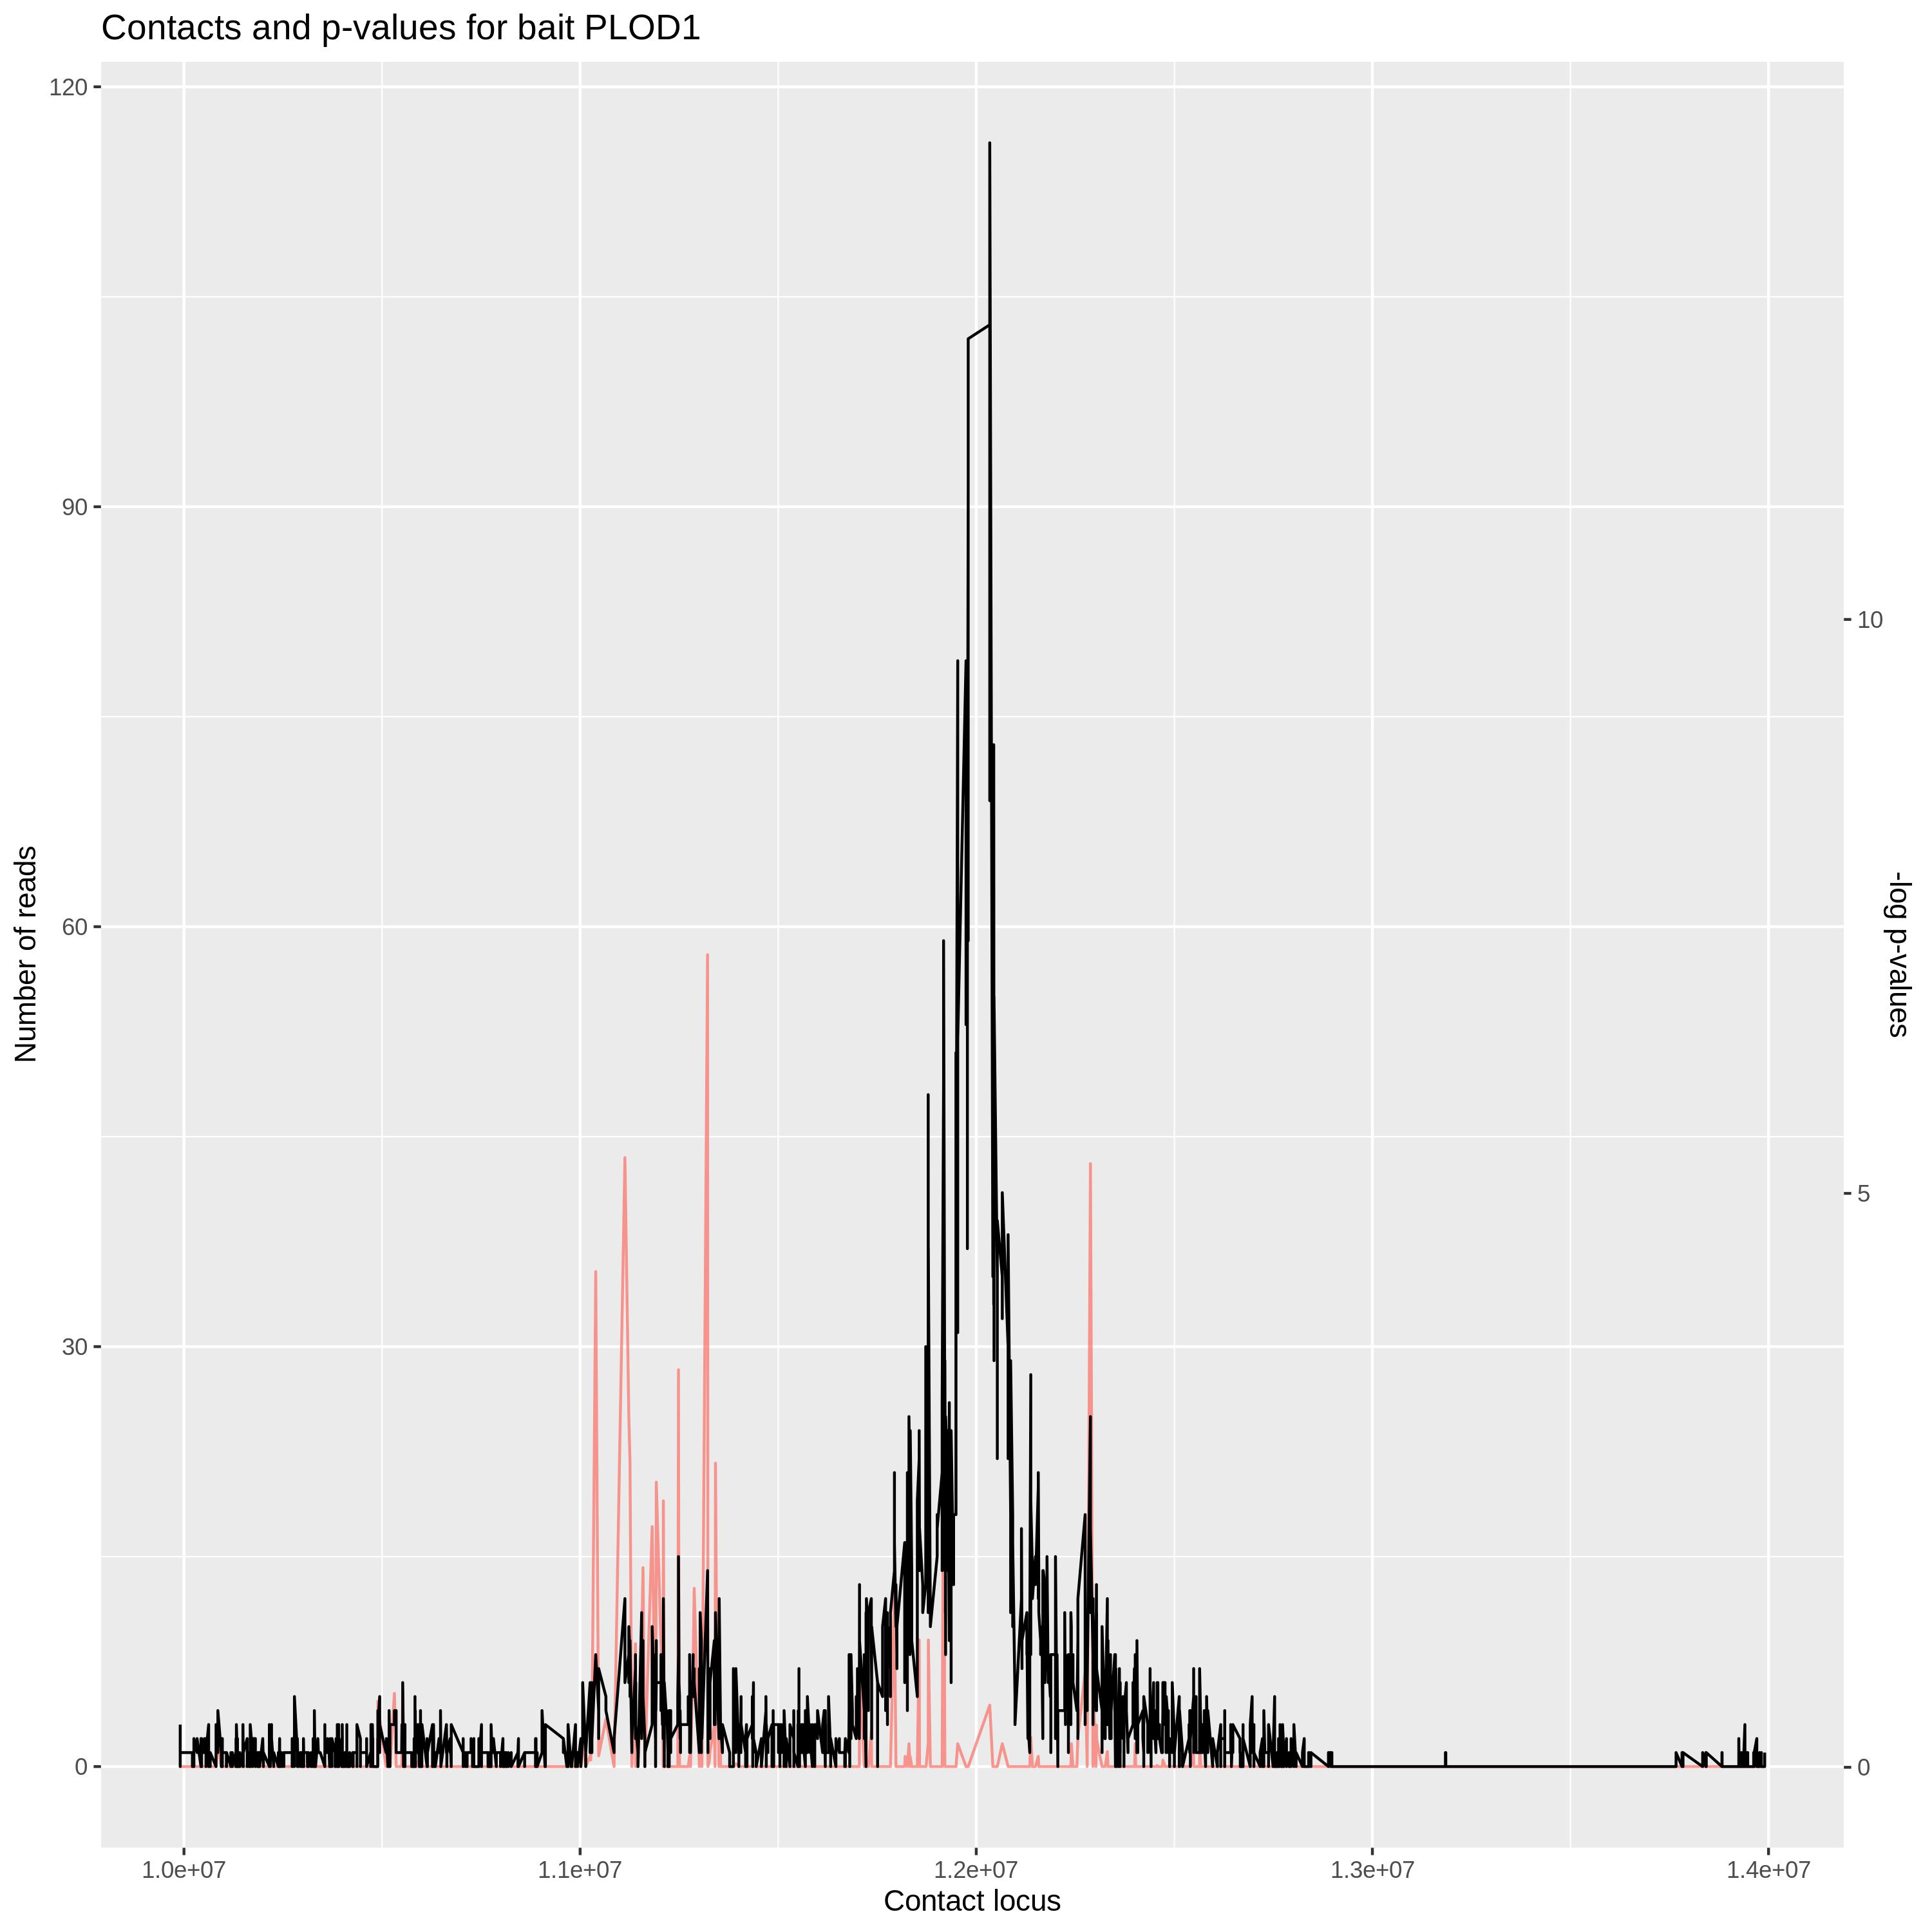 Contacts and p-values for bait PLOD1
120
90
60
30
0
Number of reads
10
5
0
-log p-values
1.0e+07
1.1e+07
1.2e+07
1.3e+07
1.4e+07
Contact locus